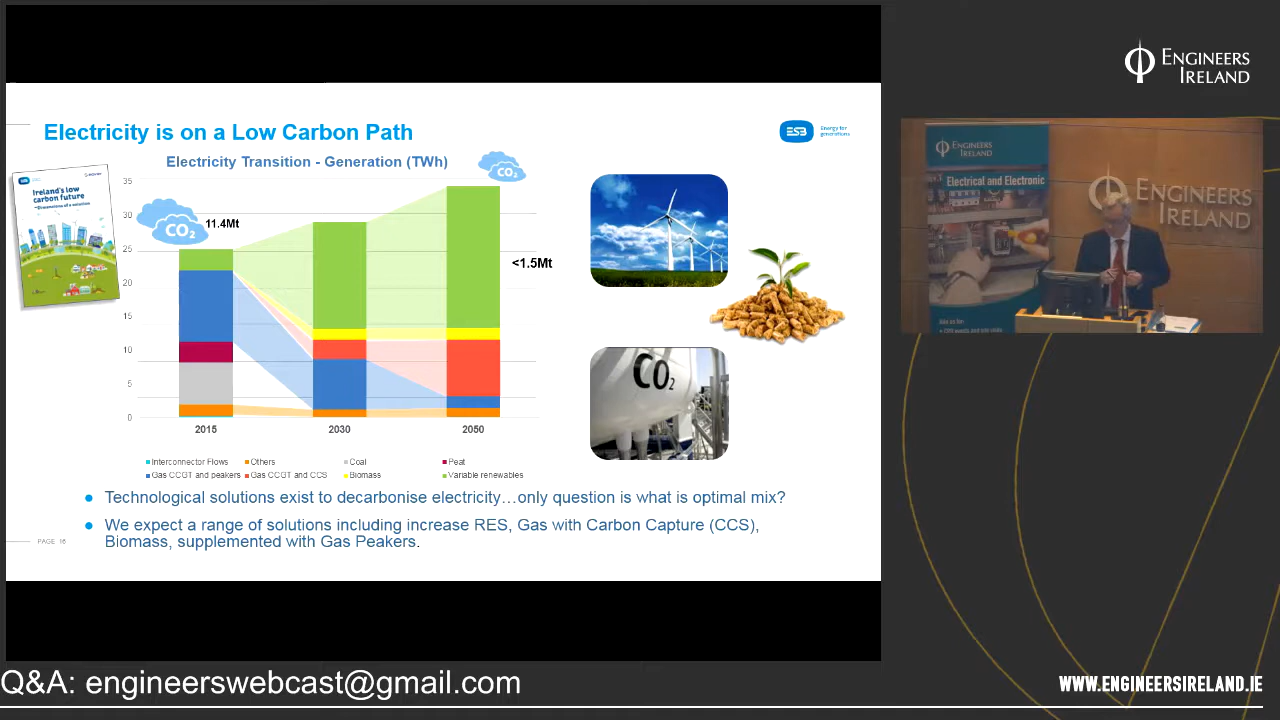 Electricity is on a Low Carbon Path
ESB
Energy for
generations
Electricity Transition - Generation (TWh)
Ireland's low
carbon future
CO₂
11.4Mt
CO₂
<1.5Mt
35
30
25
20
15
10
5
0
2015
2030
2050
Interconnector Flows
Others
Coal
Peat
Gas CCGT and peakers
Gas CCGT and CCS
Biomass
Variable renewables
CO₂
Technological solutions exist to decarbonise electricity…only question is what is optimal mix?
We expect a range of solutions including increase RES, Gas with Carbon Capture (CCS),
Biomass, supplemented with Gas Peakers.
PAGE 16
ENGINEERS
IRELAND
ENGINEERS
IRELAND
Electrical and Electronic
ENGINEERS
IRELAND
Q&A: engineerswebcast@gmail.com
WWW.ENGINEERSIRELAND.IE